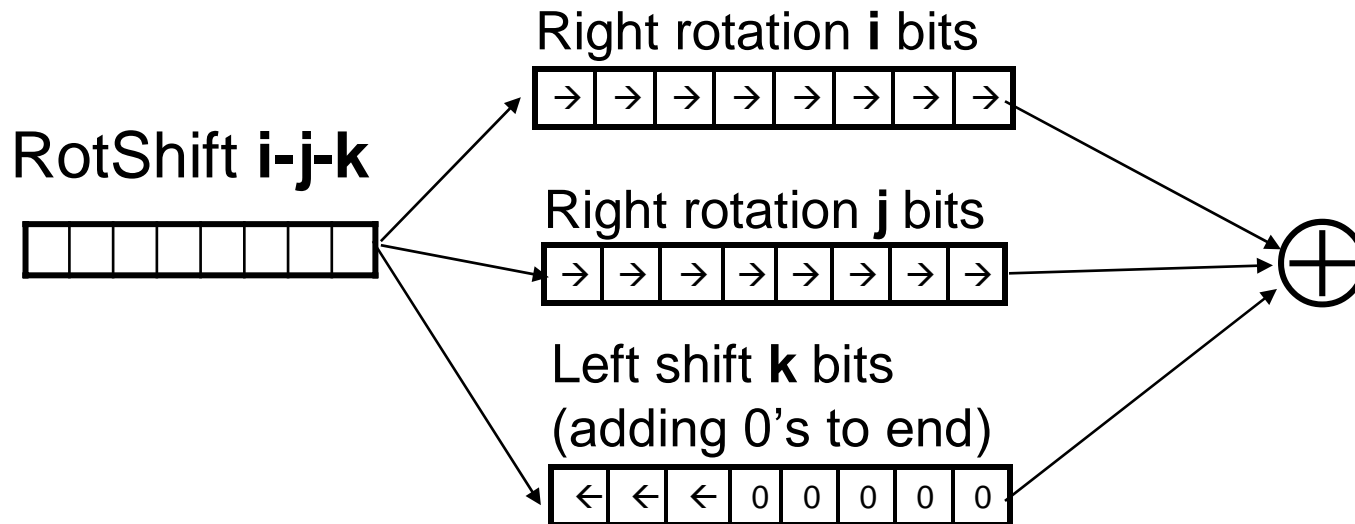 Right rotation i bits
→ → → → → → → →
RotShift i-j-k
Right rotation j bits
→ → → → → → → →
Left shift k bits
(adding 0's to end)
← ← ← 0 0 0 0 0